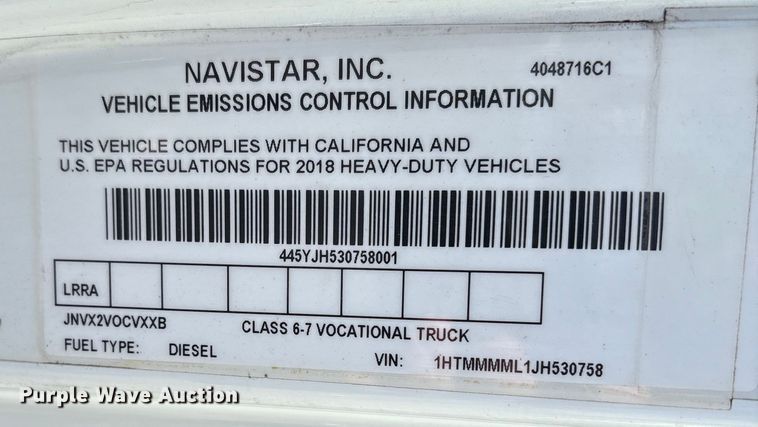 NAVISTAR, INC. 4048716C1
VEHICLE EMISSIONS CONTROL INFORMATION
THIS VEHICLE COMPLIES WITH CALIFORNIA AND
U.S. EPA REGULATIONS FOR 2018 HEAVY-DUTY VEHICLES
445YJH530758001
LRRA
JNVX2VOCVXXB CLASS 6-7 VOCATIONAL TRUCK
FUEL TYPE: DIESEL VIN: 1HTMMMML1JH530758
Purple Wave Auction